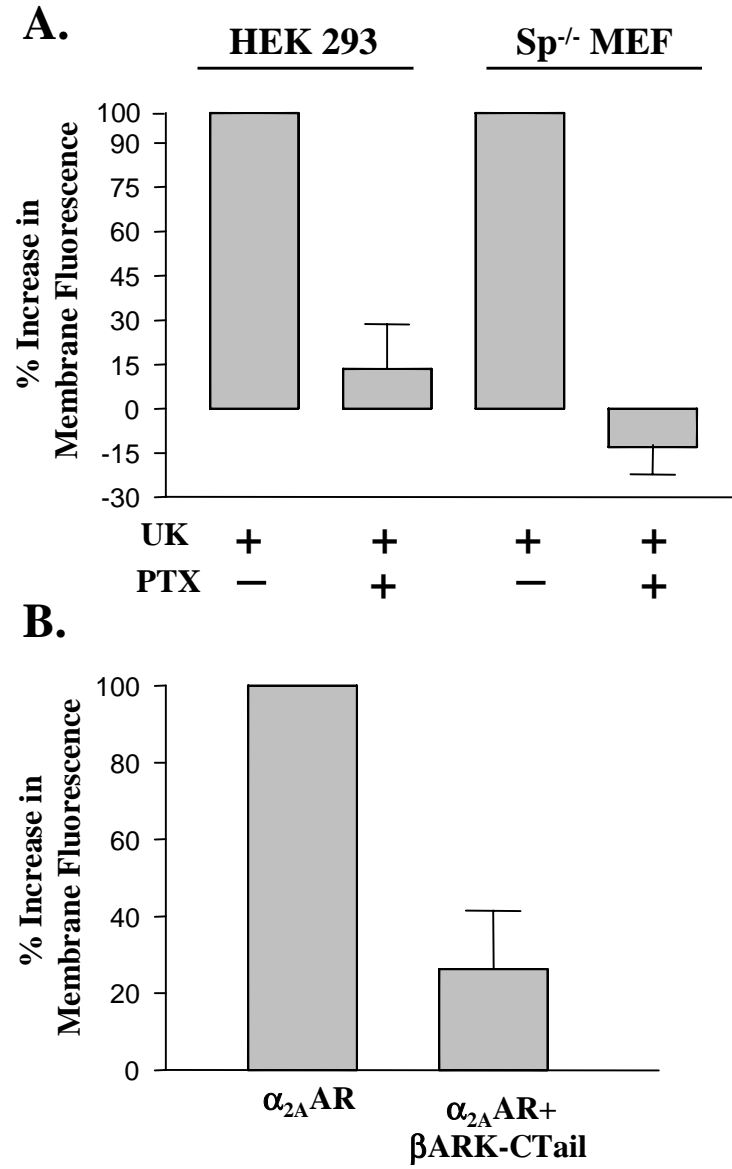 A.
HEK 293
Sp-/- MEF
% Increase in
Membrane Fluorescence
100
90
75
60
45
30
15
0
-15
-30
UK + + + +
PTX − + − +
B.
% Increase in
Membrane Fluorescence
100
80
60
40
20
0
α2AAR
α2AAR+
βARK-CTail